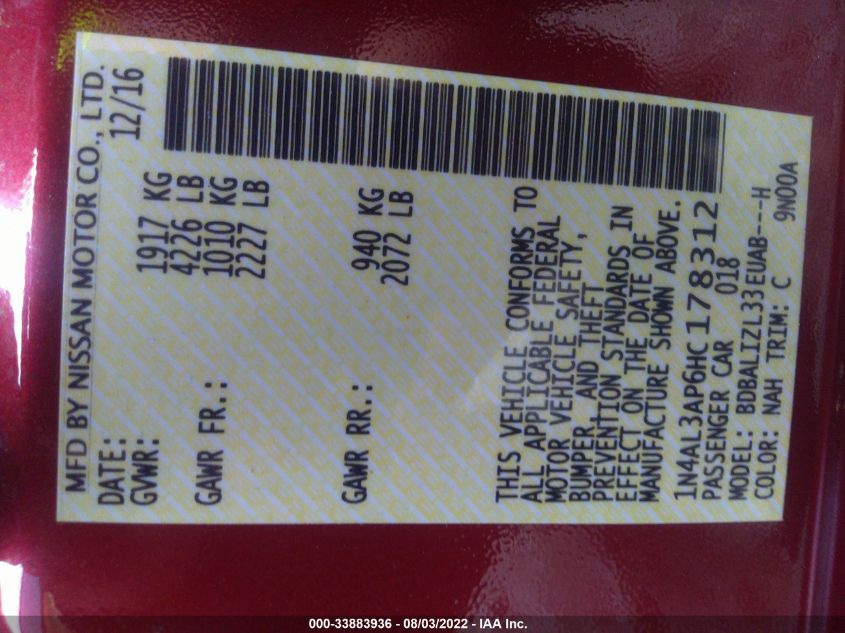 MFD BY NISSAN MOTOR CO., LTD.
DATE: 12/16
GVWR: 1917 KG
4226 LB
GAWR FR.: 1010 KG
2227 LB
GAWR RR.: 940 KG
2072 LB
THIS VEHICLE CONFORMS TO
ALL APPLICABLE FEDERAL
MOTOR VEHICLE SAFETY,
BUMPER, AND THEFT
PREVENTION STANDARDS IN
EFFECT ON THE DATE OF
MANUFACTURE SHOWN ABOVE.
1N4AL3AP6HC178312
PASSENGER CAR 018
MODEL: BDBALIZL33EUAB---H
COLOR: NAH TRIM: C 9N00A
000-33883936 - 08/03/2022 - IAA Inc.